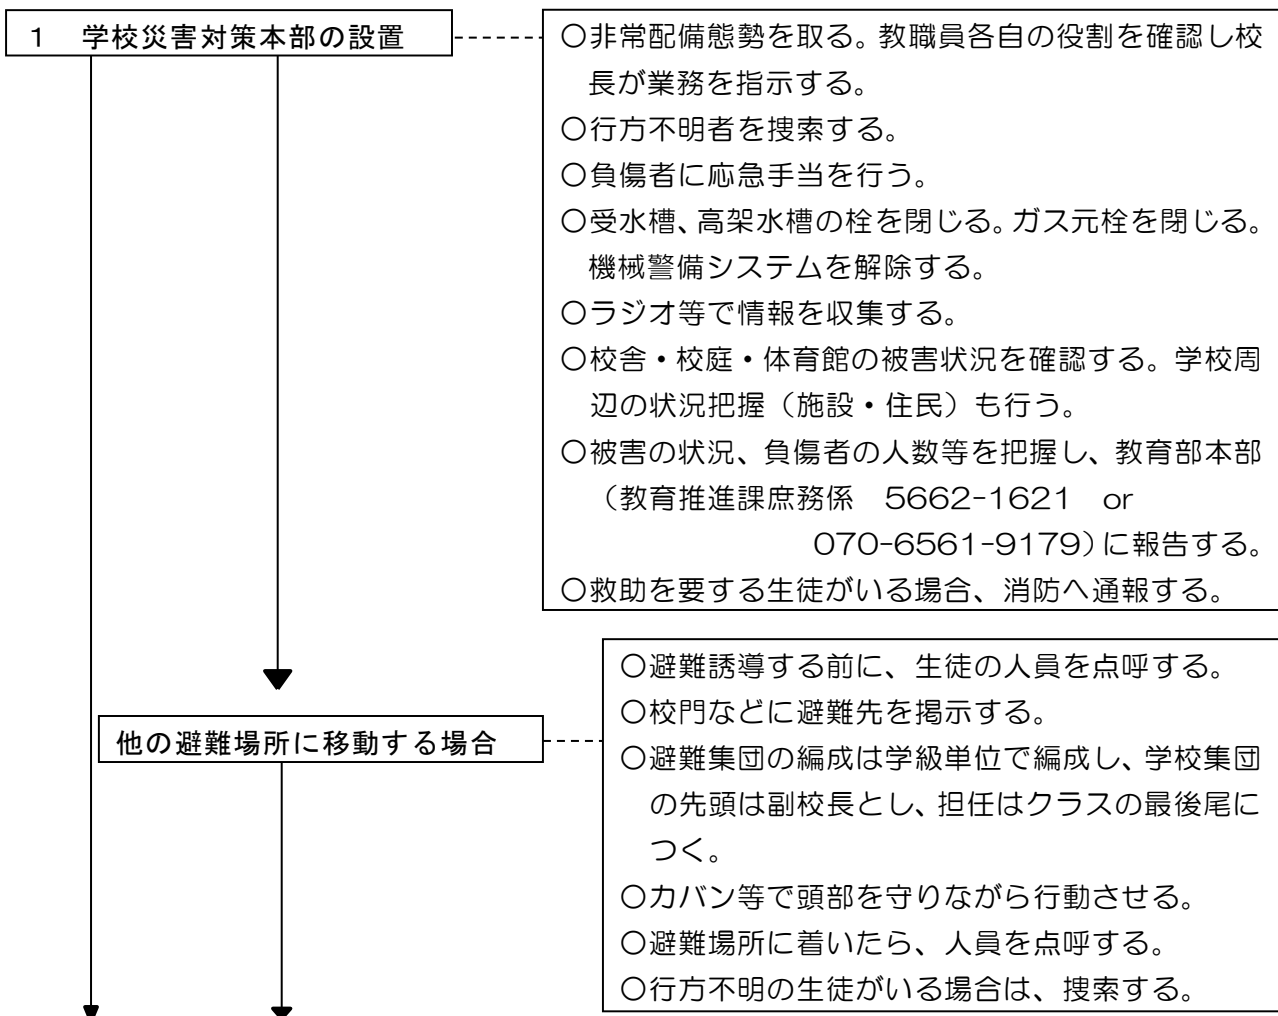 1　学校災害対策本部の設置
〇非常配備態勢を取る。教職員各自の役割を確認し校
長が業務を指示する。
〇行方不明者を捜索する。
〇負傷者に応急手当を行う。
〇受水槽、高架水槽の栓を閉じる。ガス元栓を閉じる。
機械警備システムを解除する。
〇ラジオ等で情報を収集する。
〇校舎・校庭・体育館の被害状況を確認する。学校周
辺の状況把握（施設・住民）も行う。
〇被害の状況、負傷者の人数等を把握し、教育部本部
（教育推進課庶務係　5662-1621　or
070-6561-9179）に報告する。
〇救助を要する生徒がいる場合、消防へ通報する。
他の避難場所に移動する場合
〇避難誘導する前に、生徒の人員を点呼する。
〇校門などに避難先を掲示する。
〇避難集団の編成は学級単位で編成し、学校集団
の先頭は副校長とし、担任はクラスの最後尾に
つく。
〇カバン等で頭部を守りながら行動させる。
〇避難場所に着いたら、人員を点呼する。
〇行方不明の生徒がいる場合は、捜索する。